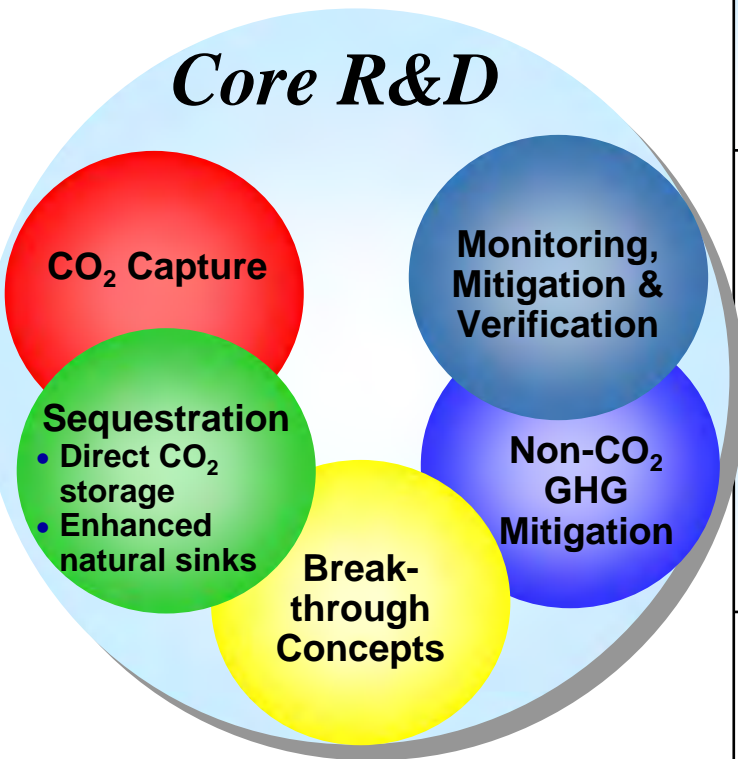 Core R&D
CO₂ Capture
Sequestration
• Direct CO₂
storage
• Enhanced
natural sinks
Break-
through
Concepts
Monitoring,
Mitigation &
Verification
Non-CO₂
GHG
Mitigation